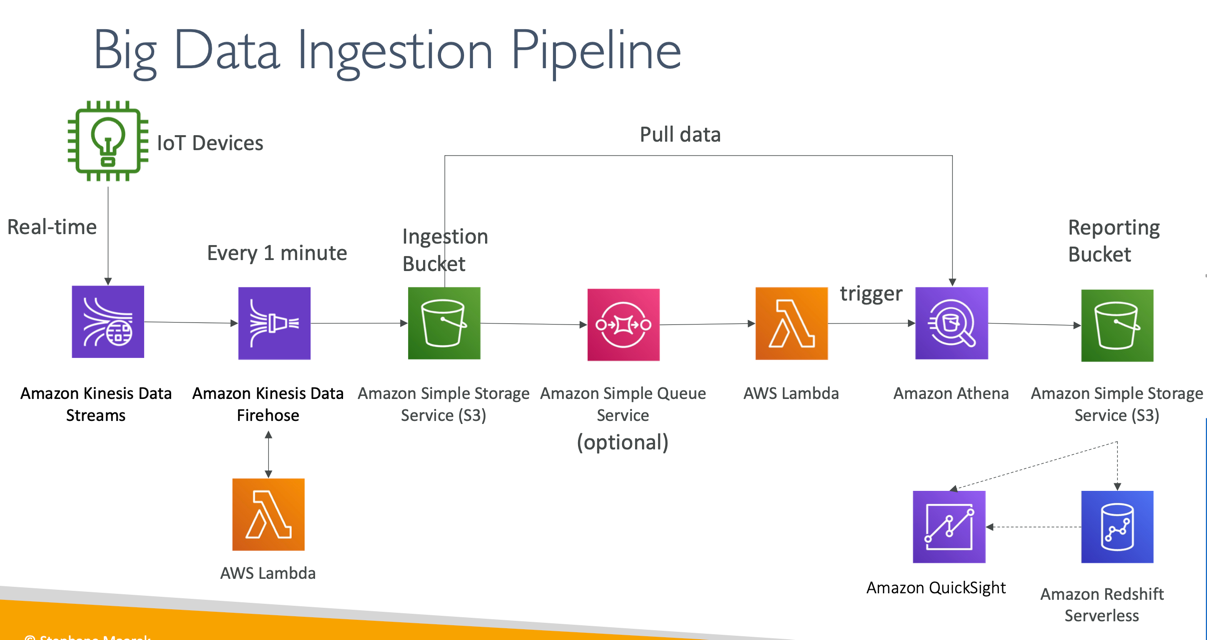 Big Data Ingestion Pipeline
IoT Devices
Pull data
Real-time
Every 1 minute
Ingestion
Bucket
Reporting
Bucket
trigger
Amazon Kinesis Data
Streams
Amazon Kinesis Data
Firehose
Amazon Simple Storage
Service (S3)
Amazon Simple Queue
Service
(optional)
AWS Lambda
Amazon Athena
Amazon Simple Storage
Service (S3)
AWS Lambda
Amazon QuickSight
Amazon Redshift
Serverless